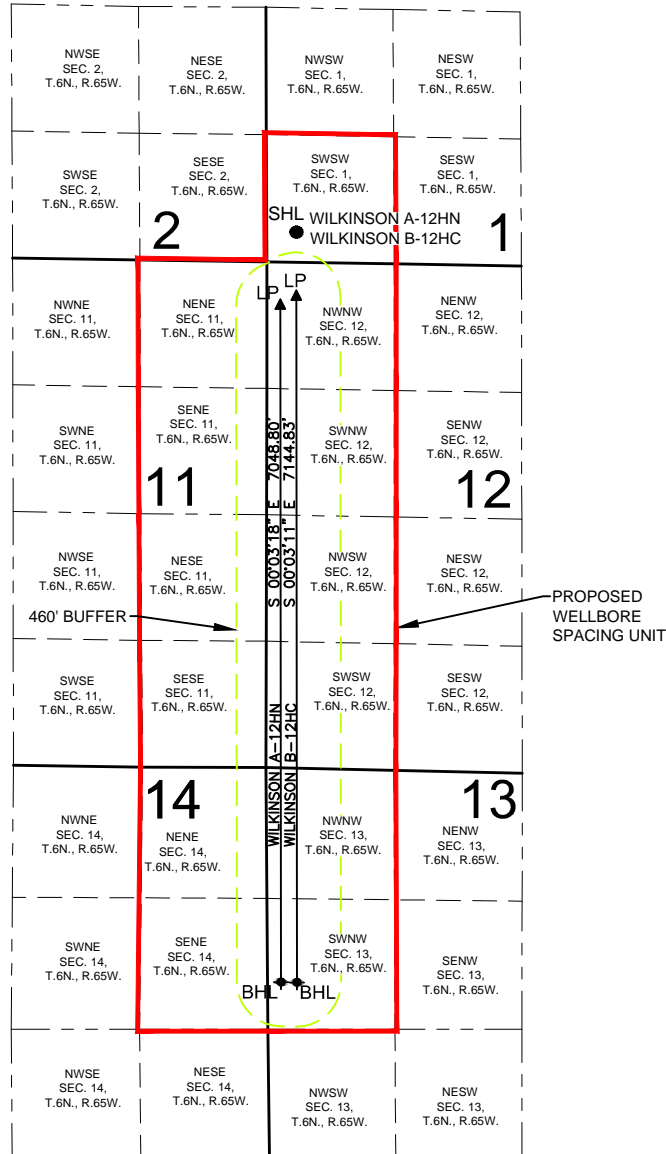 NWSE
SEC. 2,
T.6N., R.65W.
NESE
SEC. 2,
T.6N., R.65W.
NWSW
SEC. 1,
T.6N., R.65W.
NESW
SEC. 1,
T.6N., R.65W.
SWSE
SEC. 2,
T.6N., R.65W.
SESE
SEC. 2,
T.6N., R.65W.
SWSW
SEC. 1,
T.6N., R.65W.
SESW
SEC. 1,
T.6N., R.65W.
2
SHL
WILKINSON A-12HN
WILKINSON B-12HC
1
NWNE
SEC. 11,
T.6N., R.65W.
NENE
SEC. 11,
T.6N., R.65W.
LP
LP
NWNW
SEC. 12,
T.6N., R.65W.
NENW
SEC. 12,
T.6N., R.65W.
SWNE
SEC. 11,
T.6N., R.65W.
SENE
SEC. 11,
T.6N., R.65W.
SWNW
SEC. 12,
T.6N., R.65W.
SENW
SEC. 12,
T.6N., R.65W.
11
12
S 00°03'18" E 7048.80'
S 00°03'11" E 7144.83'
NWSE
SEC. 11,
T.6N., R.65W.
NESE
SEC. 11,
T.6N., R.65W.
NWSW
SEC. 12,
T.6N., R.65W.
NESW
SEC. 12,
T.6N., R.65W.
460' BUFFER
PROPOSED
WELLBORE
SPACING UNIT
SWSE
SEC. 11,
T.6N., R.65W.
SESE
SEC. 11,
T.6N., R.65W.
SWSW
SEC. 12,
T.6N., R.65W.
SESW
SEC. 12,
T.6N., R.65W.
WILKINSON A-12HN
WILKINSON B-12HC
14
13
NWNE
SEC. 14,
T.6N., R.65W.
NENE
SEC. 14,
T.6N., R.65W.
NWNW
SEC. 13,
T.6N., R.65W.
NENW
SEC. 13,
T.6N., R.65W.
SWNE
SEC. 14,
T.6N., R.65W.
SENE
SEC. 14,
T.6N., R.65W.
SWNW
SEC. 13,
T.6N., R.65W.
SENW
SEC. 13,
T.6N., R.65W.
BHL
BHL
NWSE
SEC. 14,
T.6N., R.65W.
NESE
SEC. 14,
T.6N., R.65W.
NWSW
SEC. 13,
T.6N., R.65W.
NESW
SEC. 13,
T.6N., R.65W.